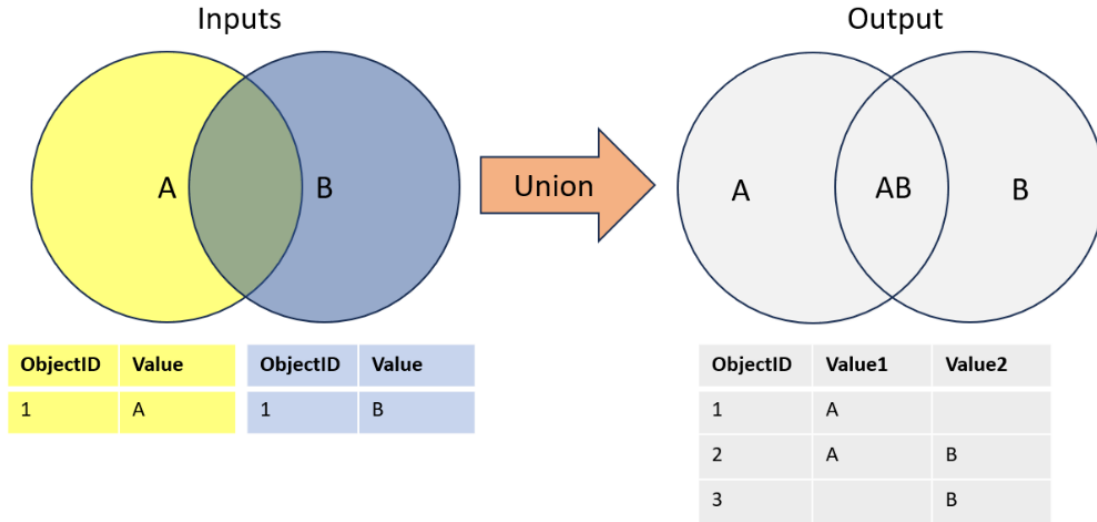 Inputs
Output
A
B
Union
A
AB
B
ObjectID Value
1 A
ObjectID Value
1 B
ObjectID Value1 Value2
1 A
2 A B
3 B